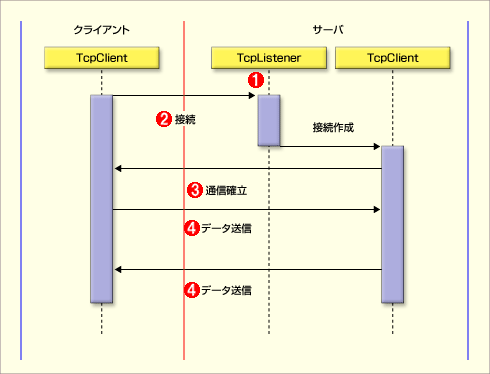 クライアント
サーバ
TcpClient
TcpListener
TcpClient
1
2 接続
接続作成
3 通信確立
4 データ送信
4 データ送信